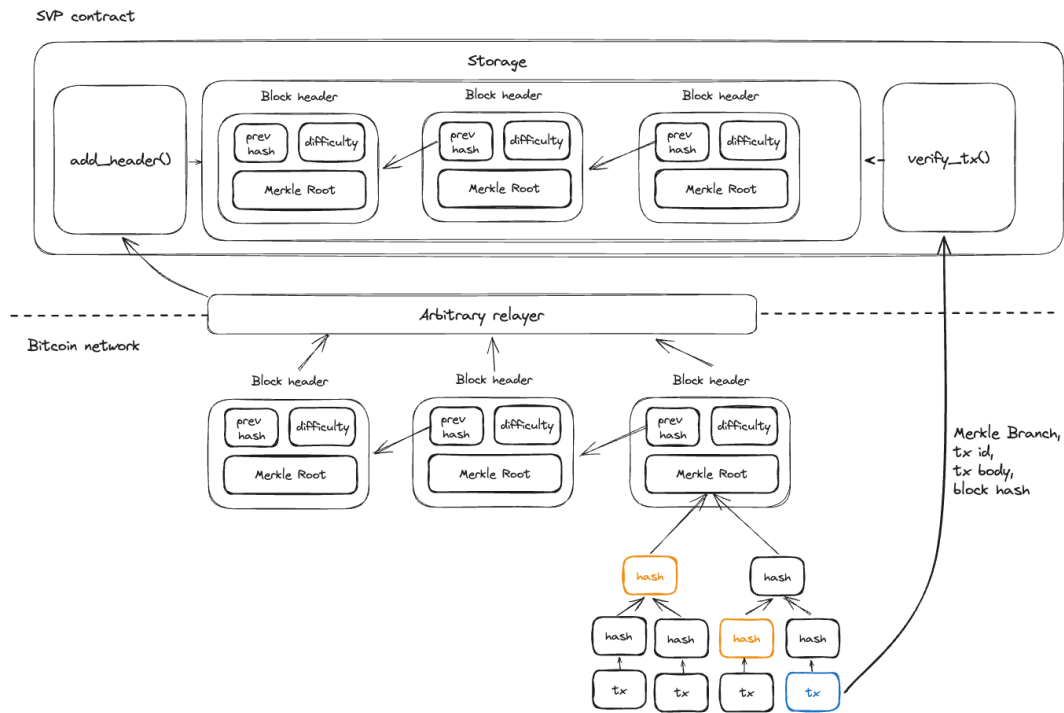 SVP contract
Storage
Block header
Block header
Block header
add_header()
prev
hash
difficulty
Merkle Root
prev
hash
difficulty
Merkle Root
prev
hash
difficulty
Merkle Root
verify_tx()
Arbitrary relayer
Bitcoin network
Block header
Block header
Block header
prev
hash
difficulty
Merkle Root
prev
hash
difficulty
Merkle Root
prev
hash
difficulty
Merkle Root
Merkle Branch,
tx id,
tx body,
block hash
hash
hash
hash
hash
hash
hash
tx
tx
tx
tx